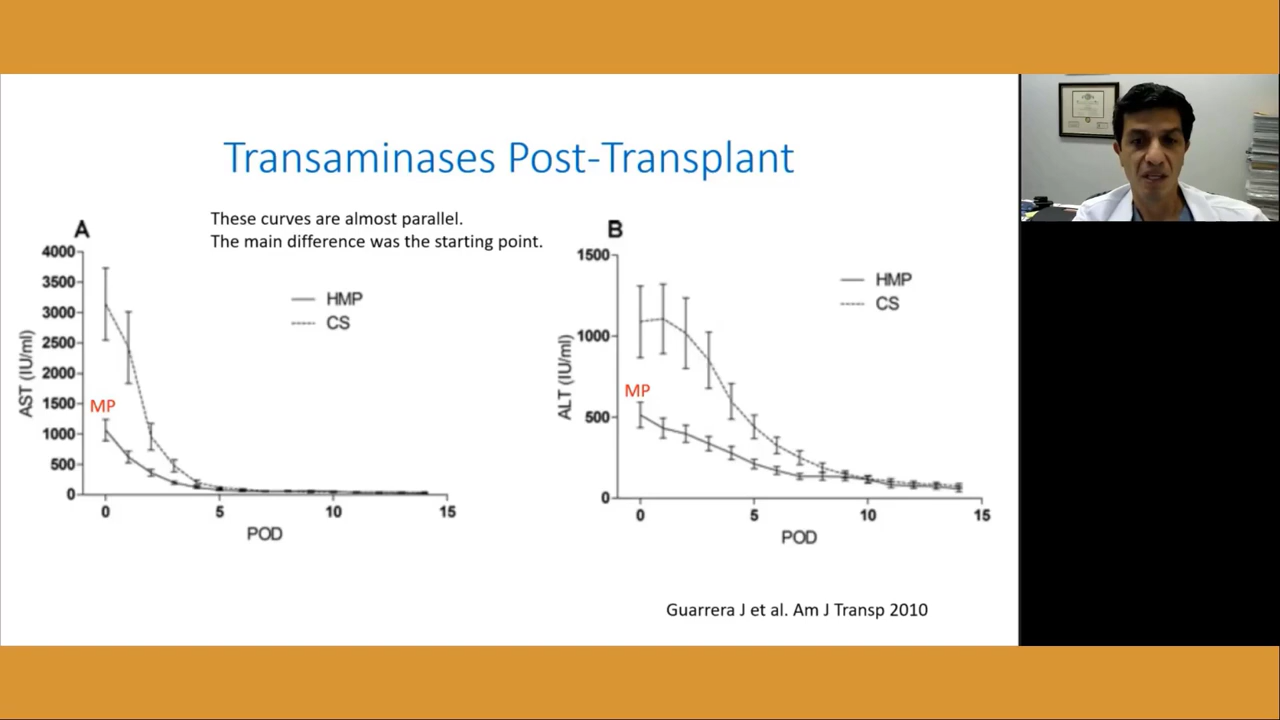 Transaminases Post-Transplant
These curves are almost parallel.
The main difference was the starting point.
A
4000
3500
3000
2500
2000
1500
1000
500
0
AST (IU/ml)
MP
HMP
CS
0 5 10 15
POD
B
1500
1000
500
0
ALT (IU/ml)
MP
HMP
CS
0 5 10 15
POD
Guarrera J et al. Am J Transp 2010